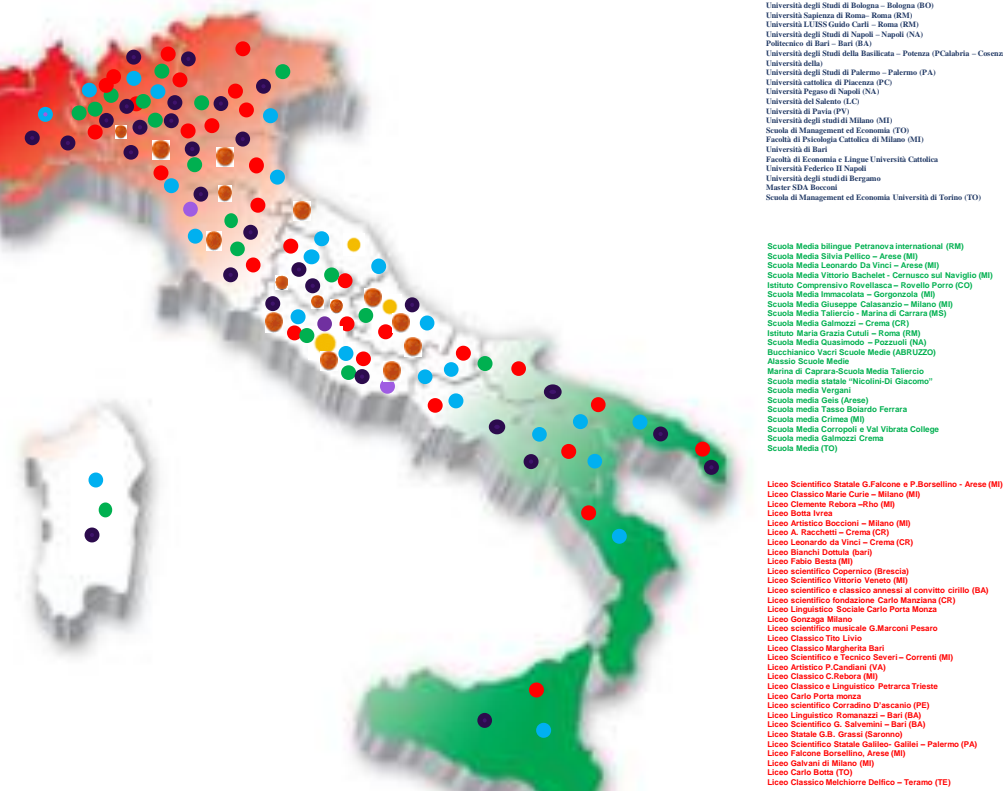 Università degli Studi di Bologna – Bologna (BO)
Università Sapienza di Roma– Roma (RM)
Università LUISS Guido Carli – Roma (RM)
Università degli Studi di Napoli – Napoli (NA)
Politecnico di Bari – Bari (BA)
Università degli Studi della Basilicata – Potenza (PCalabria – Cosenz
Università della)
Università degli Studi di Palermo – Palermo (PA)
Università cattolica di Piacenza (PC)
Università Pegaso di Napoli (NA)
Università del Salento (LC)
Università di Pavia (PV)
Università degli studi di Milano (MI)
Scuola di Management ed Economia (TO)
Facoltà di Psicologia Cattolica di Milano (MI)
Università di Bari
Facoltà di Economia e Lingue Università Cattolica
Università Federico II Napoli
Università degli studi di Bergamo
Master SDA Bocconi
Scuola di Management ed Economia Università di Torino (TO)
Scuola Media bilingue Petranova international (RM)
Scuola Media Silvia Pellico – Arese (MI)
Scuola Media Leonardo Da Vinci – Arese (MI)
Scuola Media Vittorio Bachelet - Cernusco sul Naviglio (MI)
Istituto Comprensivo Rovellasca – Rovello Porro (CO)
Scuola Media Immacolata – Gorgonzola (MI)
Scuola Media Giuseppe Calasanzio – Milano (MI)
Scuola Media Taliercio - Marina di Carrara (MS)
Scuola Media Galmozzi – Crema (CR)
Istituto Maria Grazia Cutuli – Roma (RM)
Scuola Media Quasimodo – Pozzuoli (NA)
Bucchianico Vacri Scuole Medie (ABRUZZO)
Alassio Scuole Medie
Marina di Caprara-Scuola Media Taliercio
Scuola media statale “Nicolini-Di Giacomo”
Scuola media Vergani
Scuola media Geis (Arese)
Scuola media Tasso Boiardo Ferrara
Scuola media Crimea (MI)
Scuola Media Corropoli e Val Vibrata College
Scuola media Galmozzi Crema
Scuola Media (TO)
Liceo Scientifico Statale G.Falcone e P.Borsellino - Arese (MI)
Liceo Classico Marie Curie – Milano (MI)
Liceo Clemente Rebora –Rho (MI)
Liceo Botta Ivrea
Liceo Artistico Boccioni – Milano (MI)
Liceo A. Racchetti – Crema (CR)
Liceo Leonardo da Vinci – Crema (CR)
Liceo Bianchi Dottula (bari)
Liceo Fabio Besta (MI)
Liceo scientifico Copernico (Brescia)
Liceo Scientifico Vittorio Veneto (MI)
Liceo scientifico e classico annessi al convitto cirillo (BA)
Liceo scientifico fondazione Carlo Manziana (CR)
Liceo Linguistico Sociale Carlo Porta Monza
Liceo Gonzaga Milano
Liceo scientifico musicale G.Marconi Pesaro
Liceo Classico Tito Livio
Liceo Classico Margherita Bari
Liceo Scientifico e Tecnico Severi – Correnti (MI)
Liceo Artistico P.Candiani (VA)
Liceo Classico C.Rebora (MI)
Liceo Classico e Linguistico Petrarca Trieste
Liceo Carlo Porta monza
Liceo scientifico Corradino D'ascanio (PE)
Liceo Linguistico Romanazzi – Bari (BA)
Liceo Scientifico G. Salvemini – Bari (BA)
Liceo Statale G.B. Grassi (Saronno)
Liceo Scientifico Statale Galileo- Galilei – Palermo (PA)
Liceo Falcone Borsellino, Arese (MI)
Liceo Galvani di Milano (MI)
Liceo Carlo Botta (TO)
Liceo Classico Melchiorre Delfico – Teramo (TE)